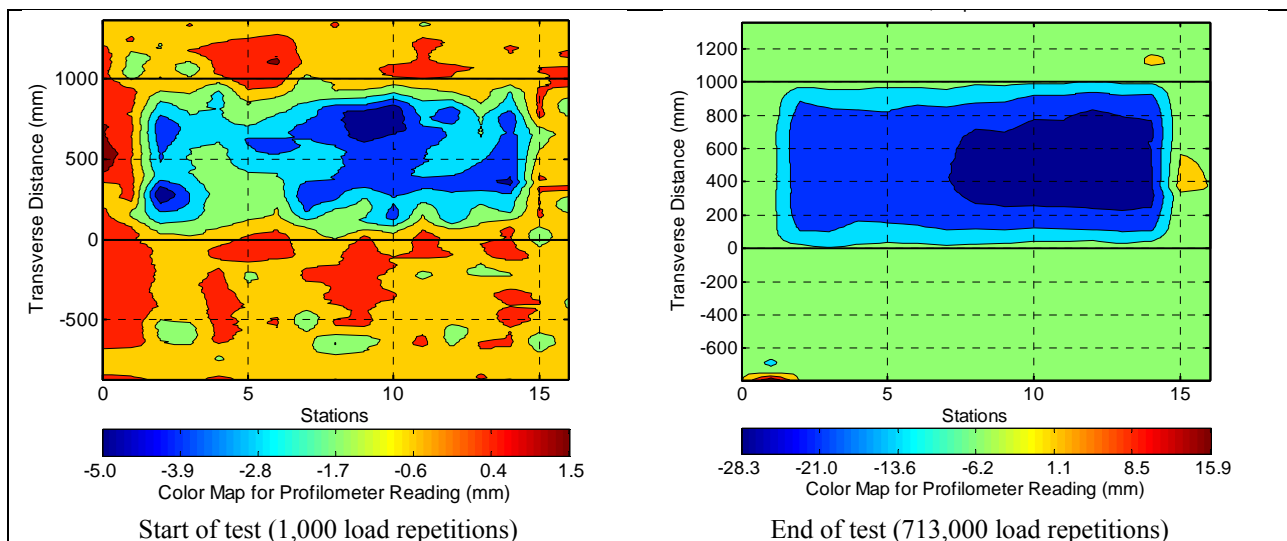 1000
500
0
-500
Transverse Distance (mm)
0 5 10 15
Stations
-5.0 -3.9 -2.8 -1.7 -0.6 0.4 1.5
Color Map for Profilometer Reading (mm)
Start of test (1,000 load repetitions)
1200
1000
800
600
400
200
0
-200
-400
-600
Transverse Distance (mm)
0 5 10 15
Stations
-28.3 -21.0 -13.6 -6.2 1.1 8.5 15.9
Color Map for Profilometer Reading (mm)
End of test (713,000 load repetitions)